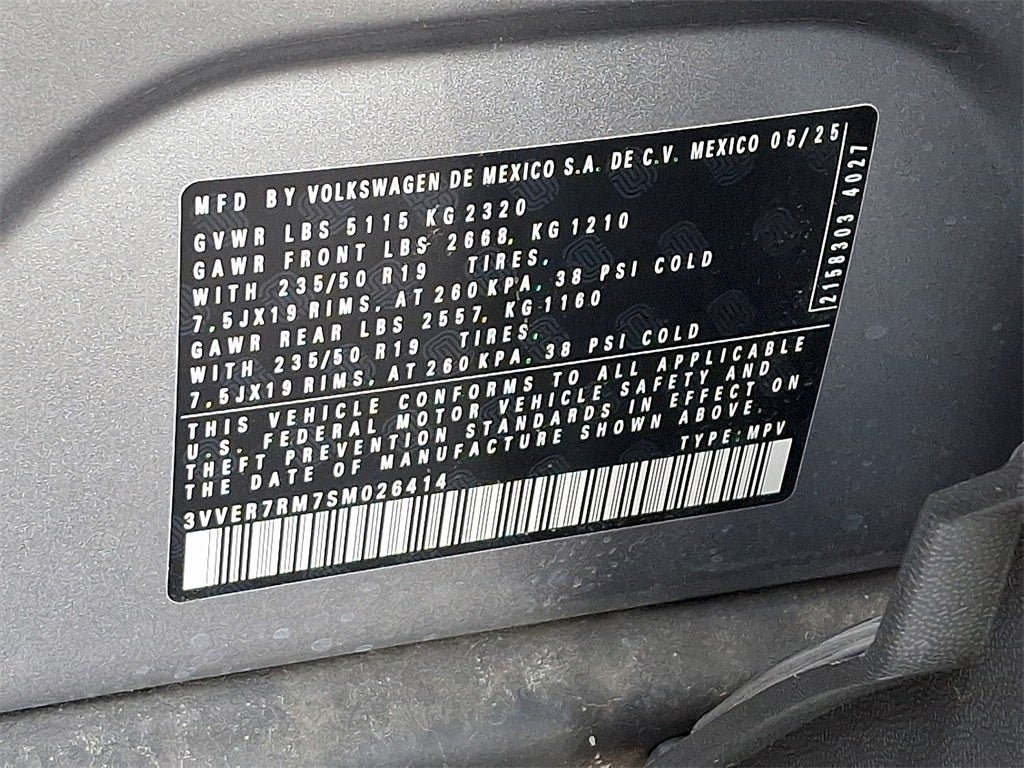 MFD BY VOLKSWAGEN DE MEXICO S.A. DE C.V. MEXICO 05/25
GVWR LBS 5115 KG 2320
GAWR FRONT LBS 2668, KG 1210
WITH 235/50 R19 TIRES,
7,5JX19 RIMS, AT 260 KPA, 38 PSI COLD
GAWR REAR LBS 2557, KG 1160
WITH 235/50 R19 TIRES,
7,5JX19 RIMS, AT 260 KPA, 38 PSI COLD
2158303 4027
THIS VEHICLE CONFORMS TO ALL APPLICABLE
U.S. FEDERAL MOTOR VEHICLE SAFETY AND
THEFT PREVENTION STANDARDS IN EFFECT ON
THE DATE OF MANUFACTURE SHOWN ABOVE.
TYPE: MPV
3VVER7RM7SM026414